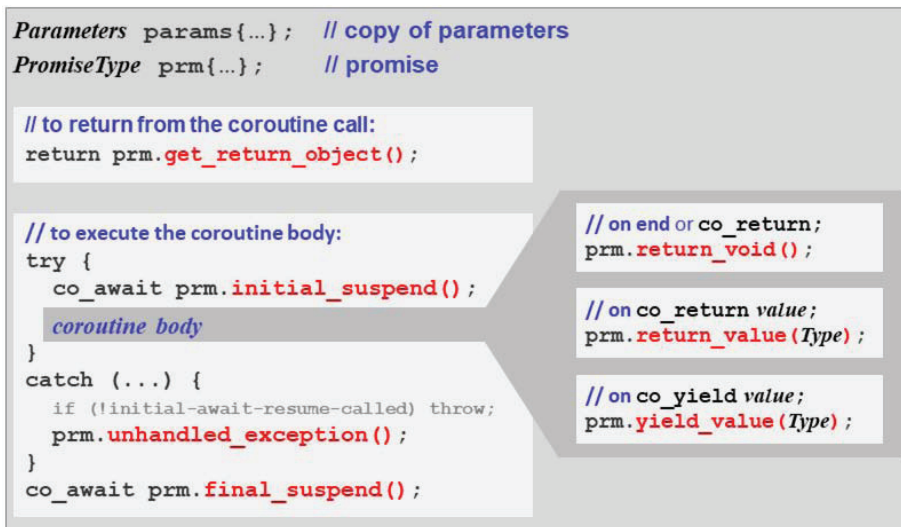 Parameters params{…}; // copy of parameters
PromiseType prm{…}; // promise
// to return from the coroutine call:
return prm.get_return_object();
// to execute the coroutine body:
try {
co_await prm.initial_suspend();
coroutine body
}
catch (...) {
if (!initial-await-resume-called) throw;
prm.unhandled_exception();
}
co_await prm.final_suspend();
// on end or co_return;
prm.return_void();
// on co_return value;
prm.return_value(Type);
// on co_yield value;
prm.yield_value(Type);